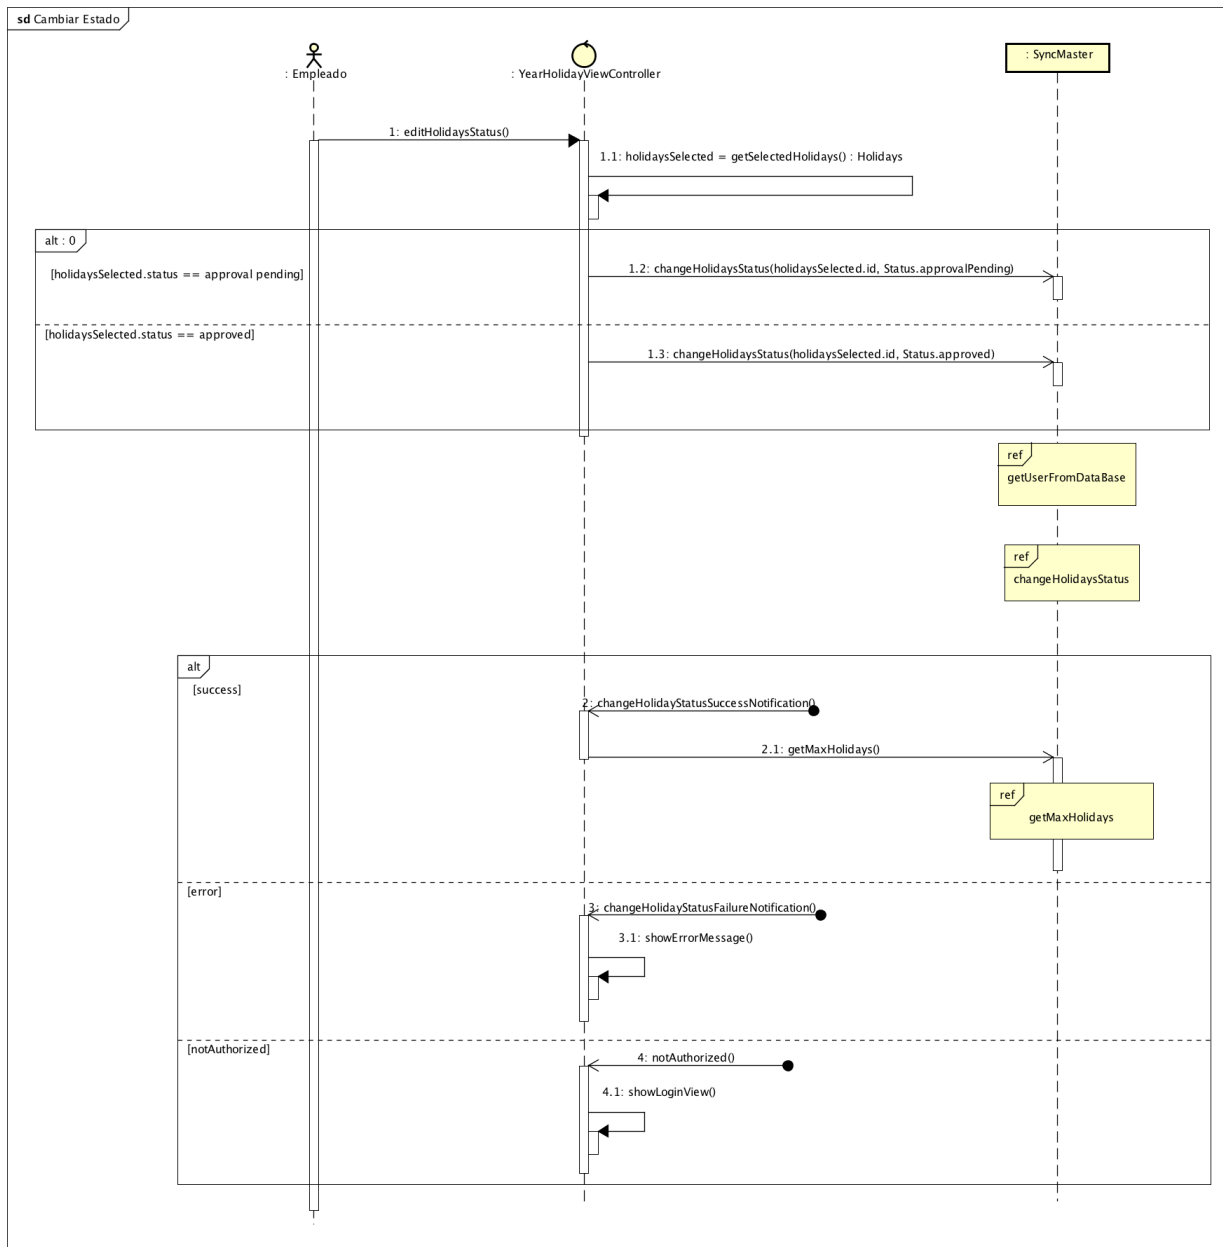 sd Cambiar Estado
: Empleado
: YearHolidayViewController
: SyncMaster
1: editHolidaysStatus()
1.1: holidaysSelected = getSelectedHolidays() : Holidays
alt : 0
[holidaysSelected.status == approval pending]
1.2: changeHolidaysStatus(holidaysSelected.id, Status.approvalPending)
[holidaysSelected.status == approved]
1.3: changeHolidaysStatus(holidaysSelected.id, Status.approved)
ref
getUserFromDataBase
ref
changeHolidaysStatus
alt
[success]
2: changeHolidayStatusSuccessNotification()
2.1: getMaxHolidays()
ref
getMaxHolidays
[error]
3: changeHolidayStatusFailureNotification()
3.1: showErrorMessage()
[notAuthorized]
4: notAuthorized()
4.1: showLoginView()